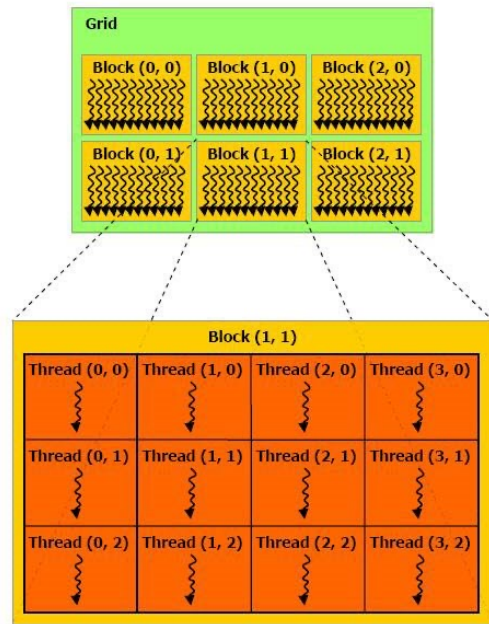 Grid
Block (0, 0) Block (1, 0) Block (2, 0)
Block (0, 1) Block (1, 1) Block (2, 1)
Block (1, 1)
Thread (0, 0) Thread (1, 0) Thread (2, 0) Thread (3, 0)
Thread (0, 1) Thread (1, 1) Thread (2, 1) Thread (3, 1)
Thread (0, 2) Thread (1, 2) Thread (2, 2) Thread (3, 2)